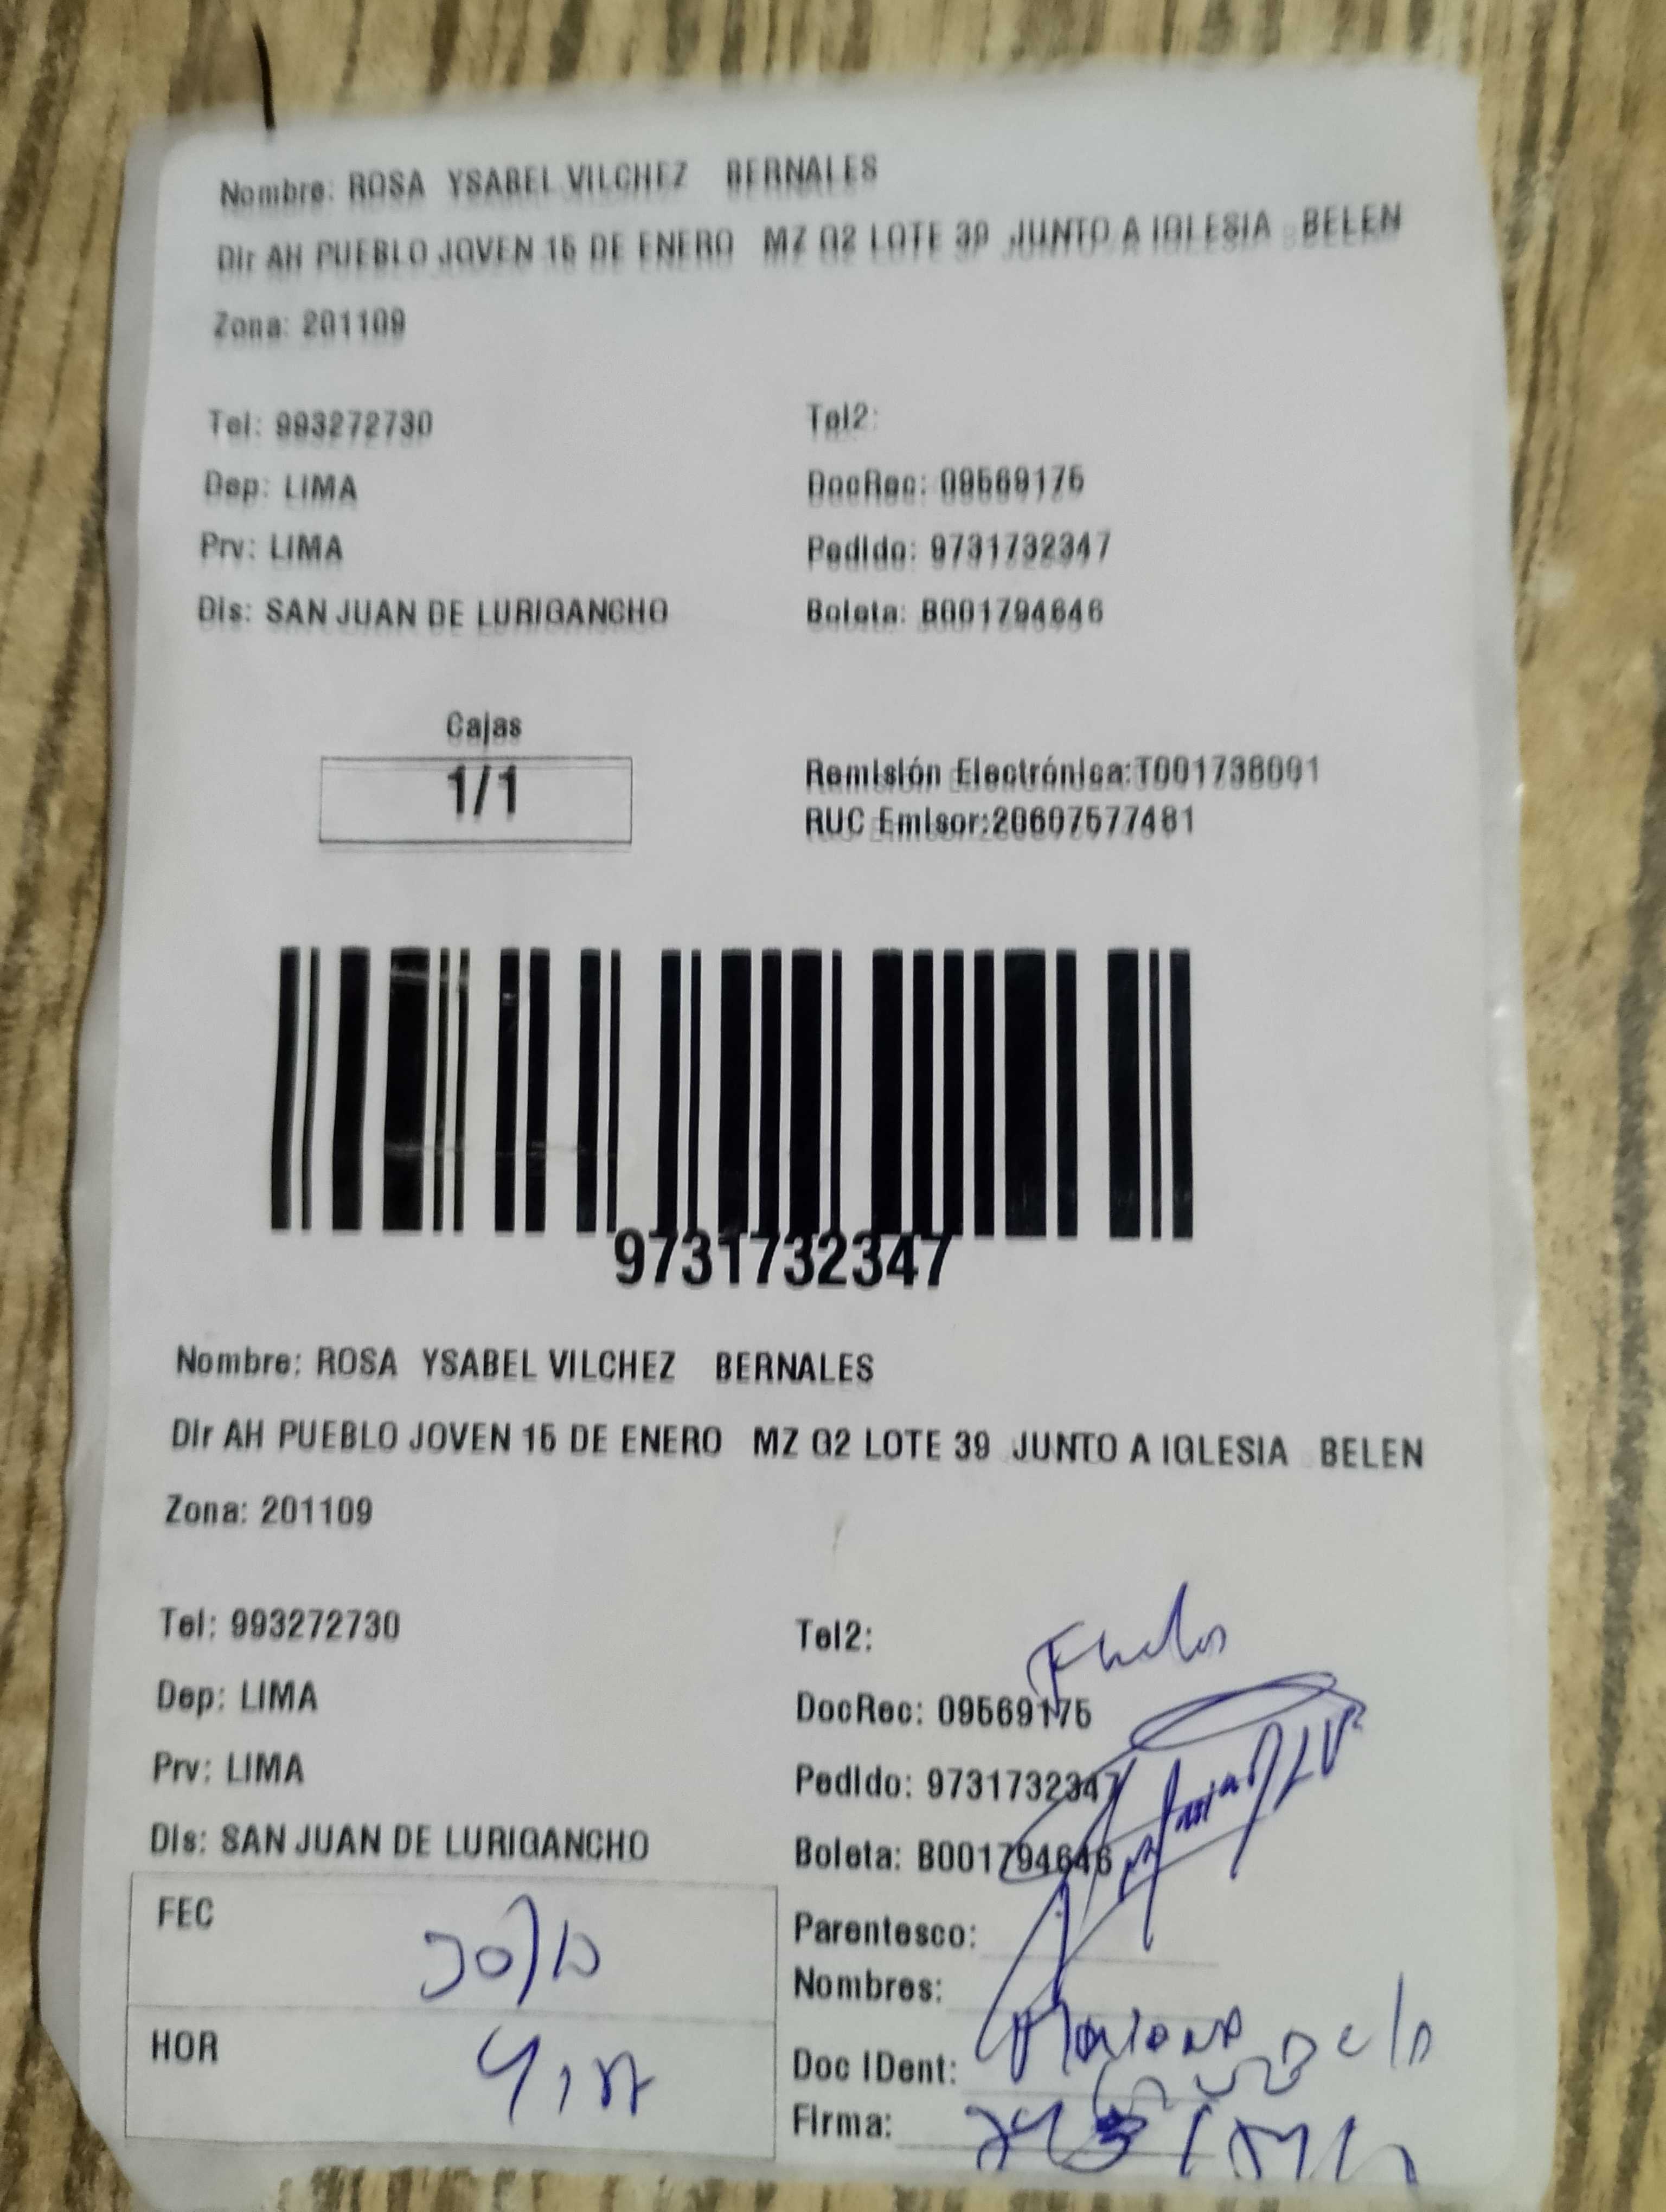 Nombre: ROSA YSABEL VILCHEZ BERNALES
Dir AH PUEBLO JOVEN 15 DE ENERO MZ G2 LOTE 39 JUNTO A IGLESIA BELEN
Zona: 201109
Tel: 993272730 Tel2:
Dep: LIMA DocRec: 09569175
Prv: LIMA Pedido: 9731732347
Dis: SAN JUAN DE LURIGANCHO Boleta: B001794646
Cajas
1/1
Remisión Electrónica:T001738091
RUC Emisor:20607577481
9731732347
Nombre: ROSA YSABEL VILCHEZ BERNALES
Dir AH PUEBLO JOVEN 15 DE ENERO MZ G2 LOTE 39 JUNTO A IGLESIA BELEN
Zona: 201109
Tel: 993272730 Tel2:
Dep: LIMA DocRec: 09569175
Prv: LIMA Pedido: 9731732347
Dis: SAN JUAN DE LURIGANCHO Boleta: B001794646
FEC
Parentesco:
Nombres:
HOR
Doc IDent:
Firma: